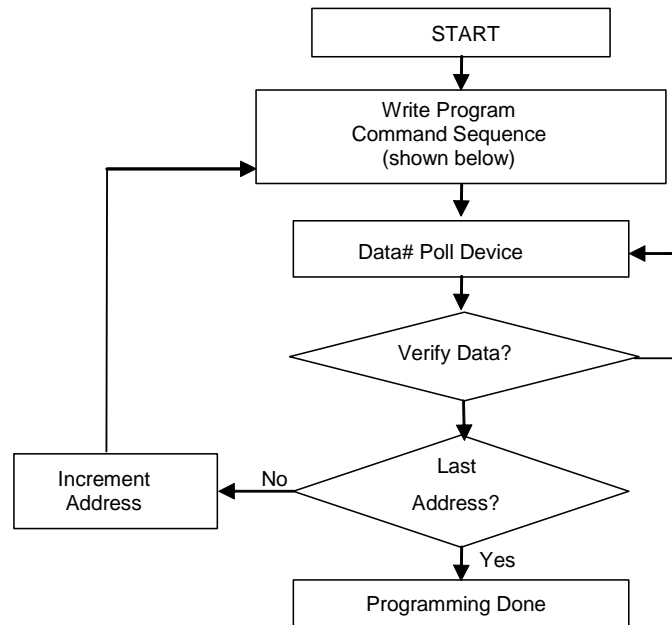 START
Write Program
Command Sequence
(shown below)
Data# Poll Device
Verify Data?
Last
Address?
No
Increment
Address
Yes
Programming Done